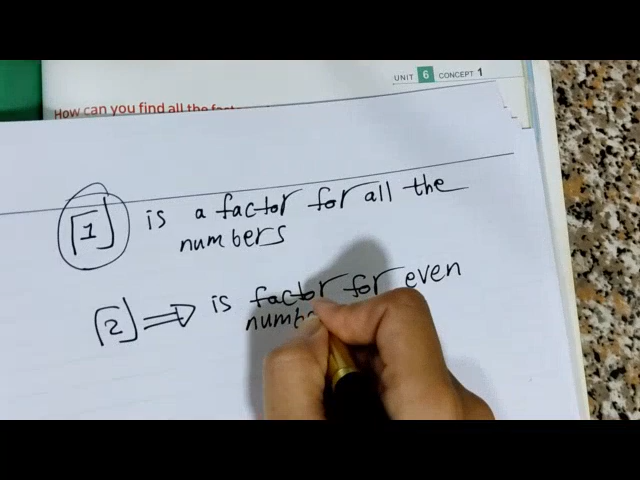 UNIT 6 CONCEPT 1
How can you find all the
[1] is a factor for all the
numbers
[2] ⇒ is factor for even